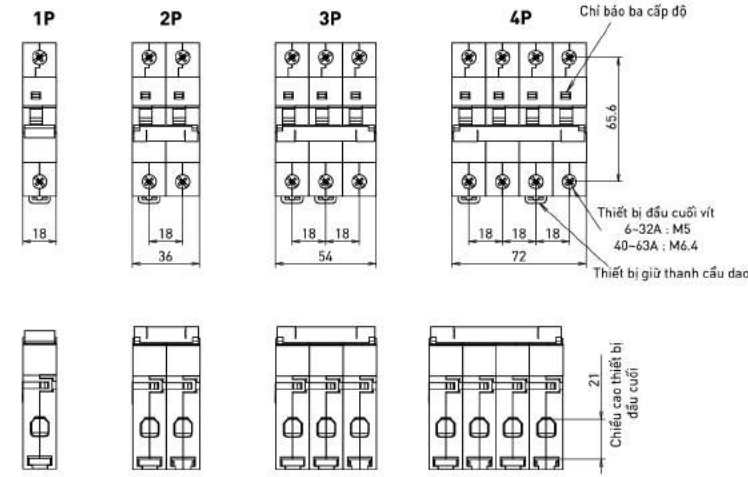 1P
2P
3P
4P
Chỉ báo ba cấp độ
65.6
Thiết bị đầu cuối vít
6~32A : M5
40~63A : M6.4
Thiết bị giữ thanh cầu dao
18
18
36
18
18
54
18
18
18
72
21
Chiều cao thiết bị
đầu cuối